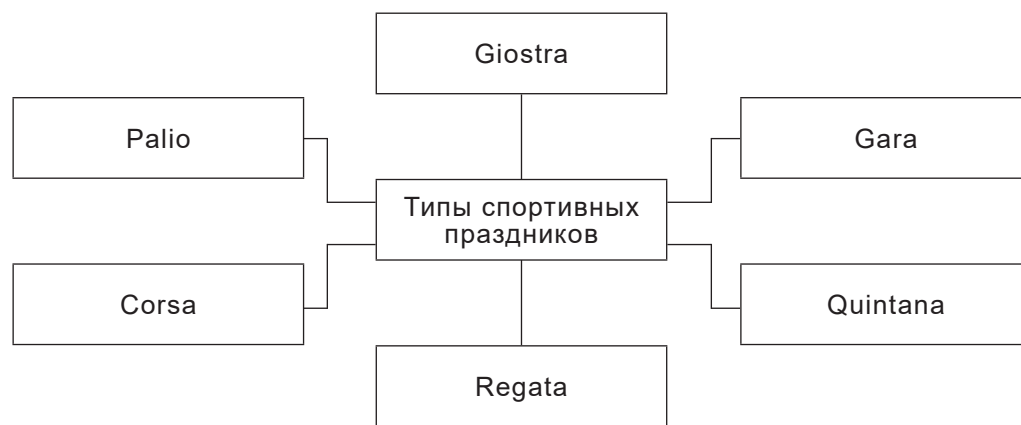 Giostra
Palio
Gara
Типы спортивных
праздников
Corsa
Quintana
Regata